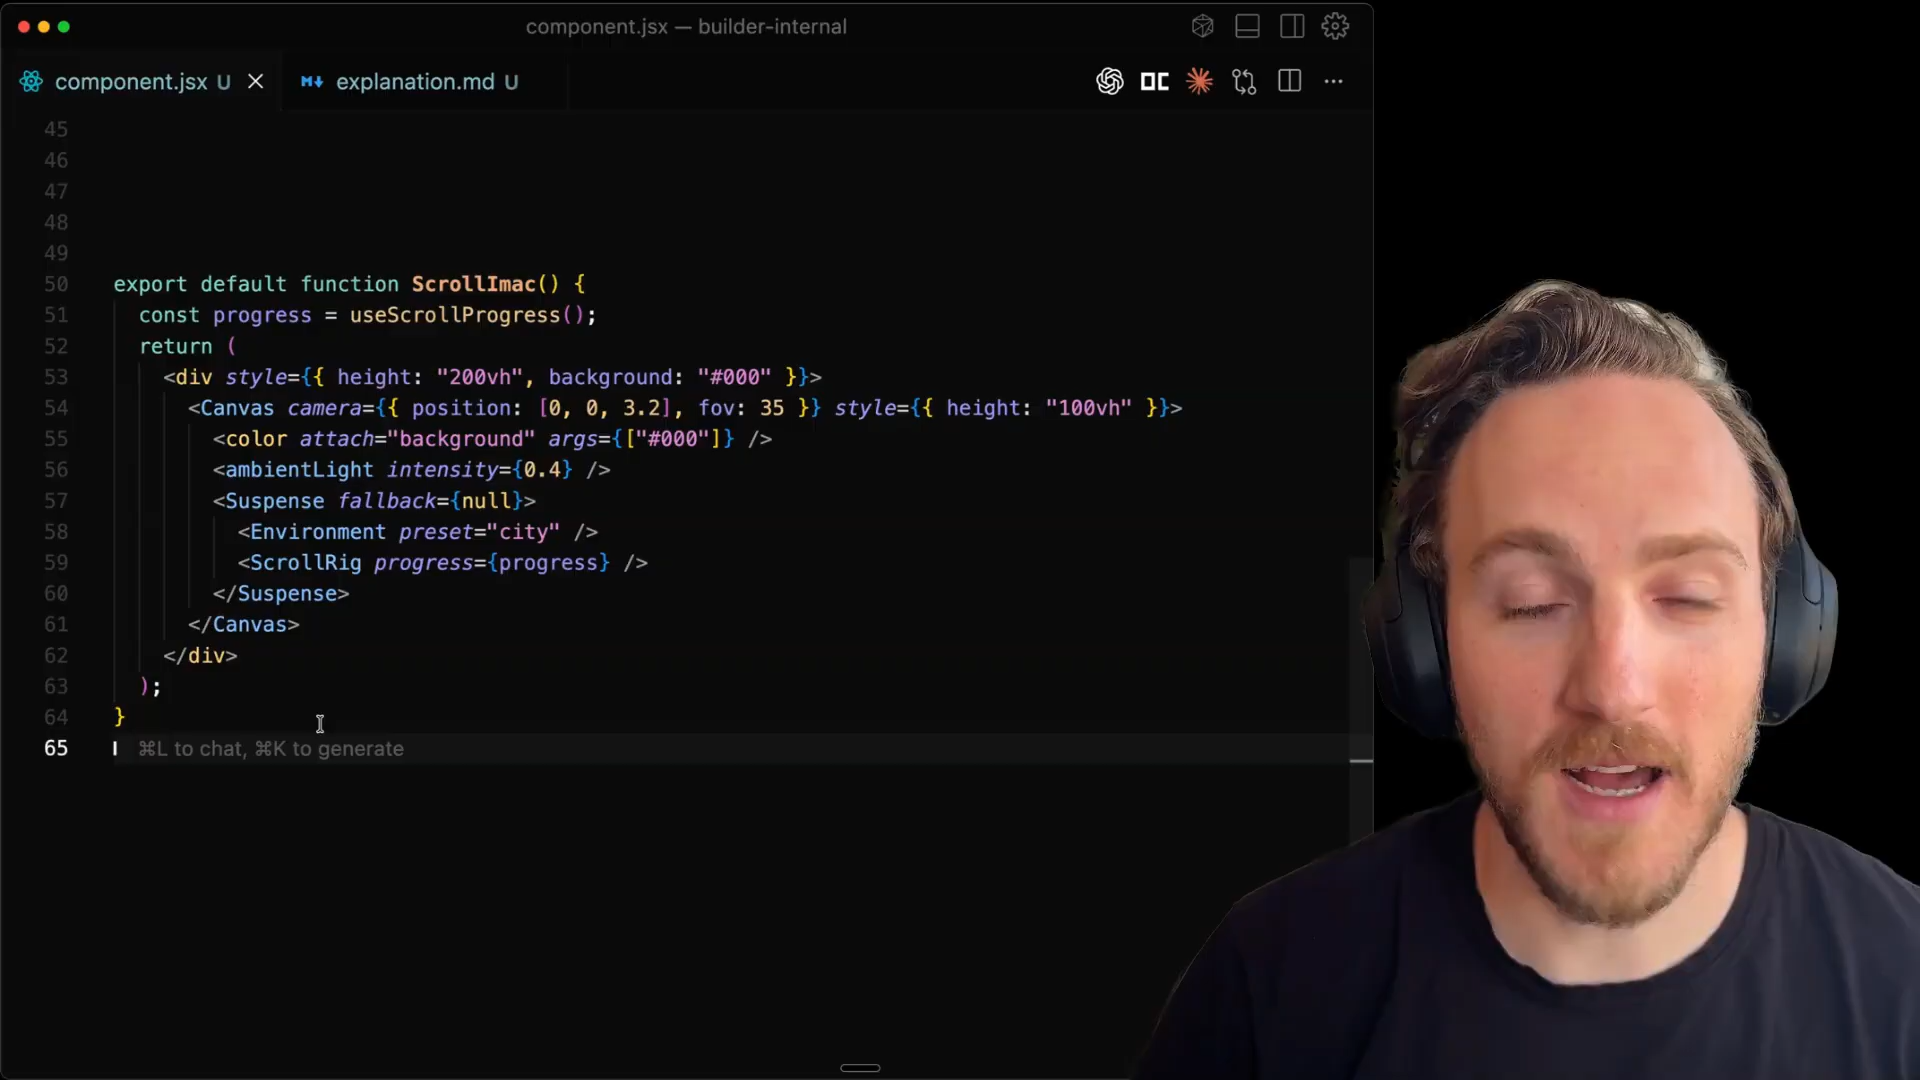 component.jsx — builder-internal
component.jsx U
explanation.md U
45
46
47
48
49
50 export default function ScrollImac() {
51 const progress = useScrollProgress();
52 return (
53 <div style={{ height: "200vh", background: "#000" }}>
54 <Canvas camera={{ position: [0, 0, 3.2], fov: 35 }} style={{ height: "100vh" }}>
55 <color attach="background" args={["#000"]} />
56 <ambientLight intensity={0.4} />
57 <Suspense fallback={null}>
58 <Environment preset="city" />
59 <ScrollRig progress={progress} />
60 </Suspense>
61 </Canvas>
62 </div>
63 );
64 }
65 ⌘L to chat, ⌘K to generate